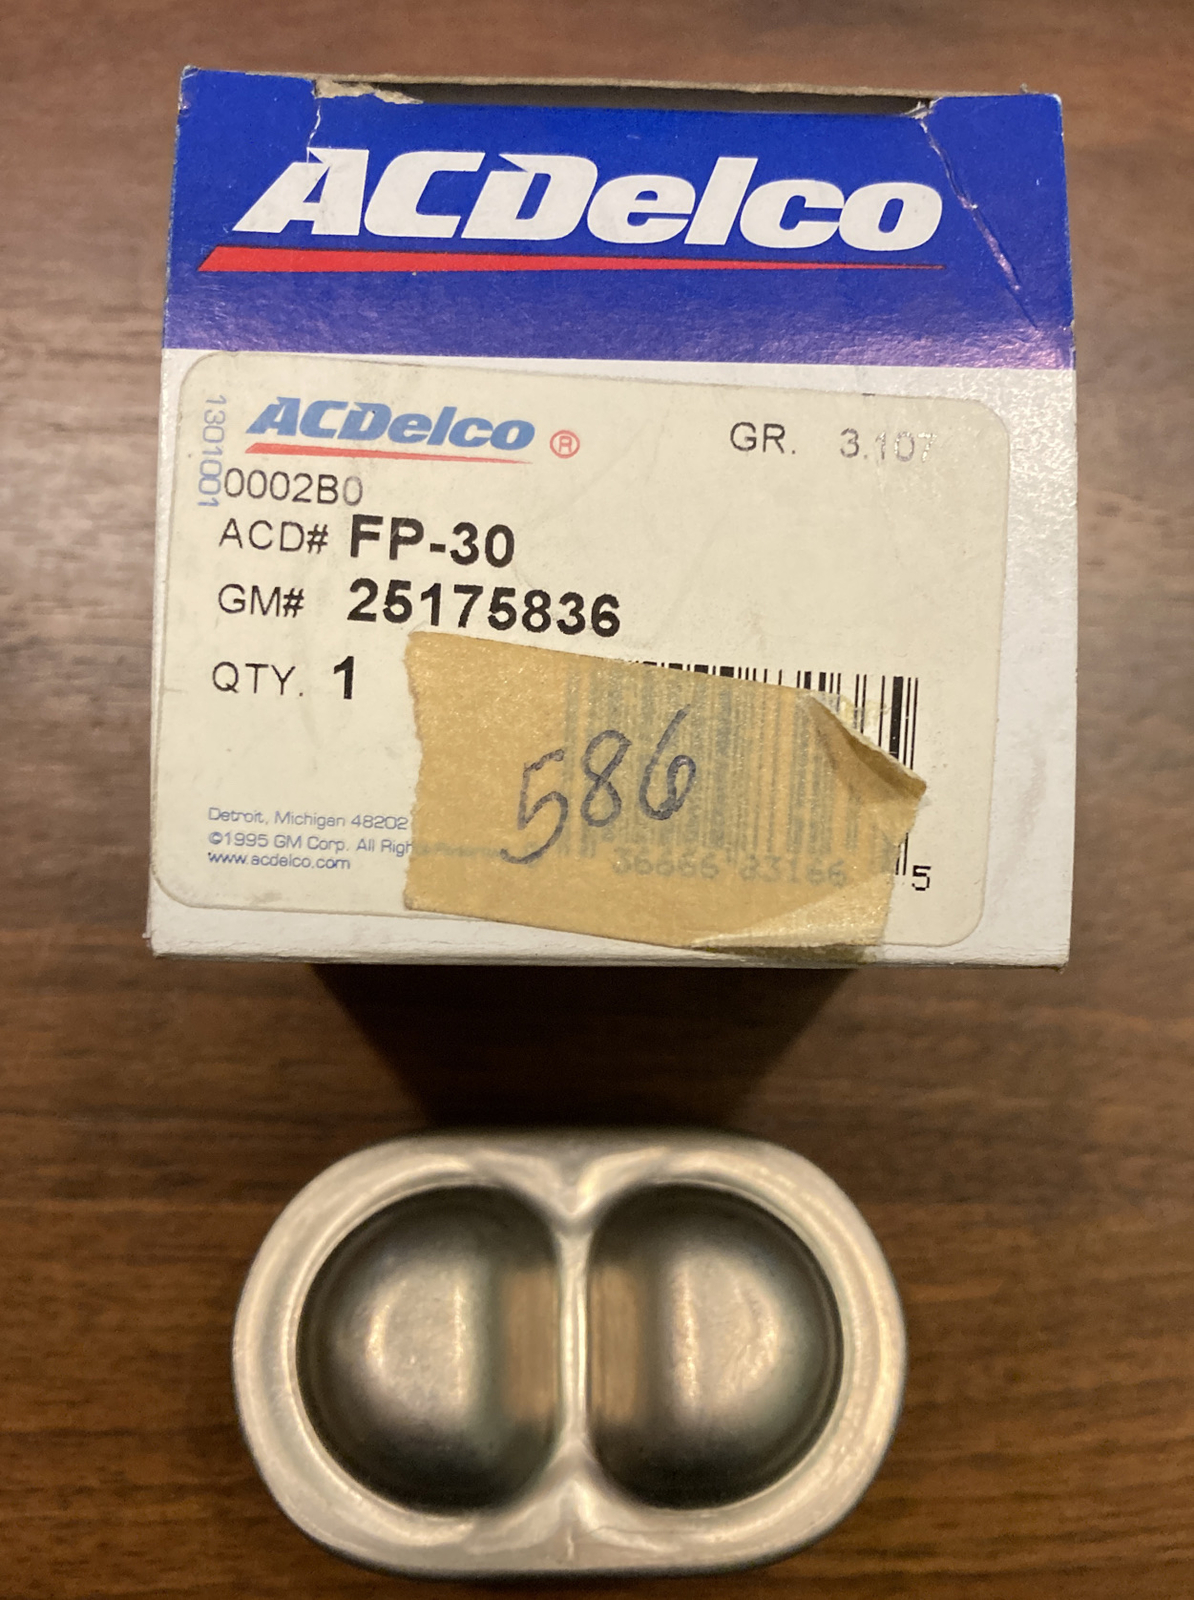 ACDelco
ACDelco ®
GR. 3.107
1301001
0002B0
ACD# FP-30
GM# 25175836
QTY. 1
586
Detroit, Michigan 48202
©1995 GM Corp. All Righ
www.acdelco.com
5